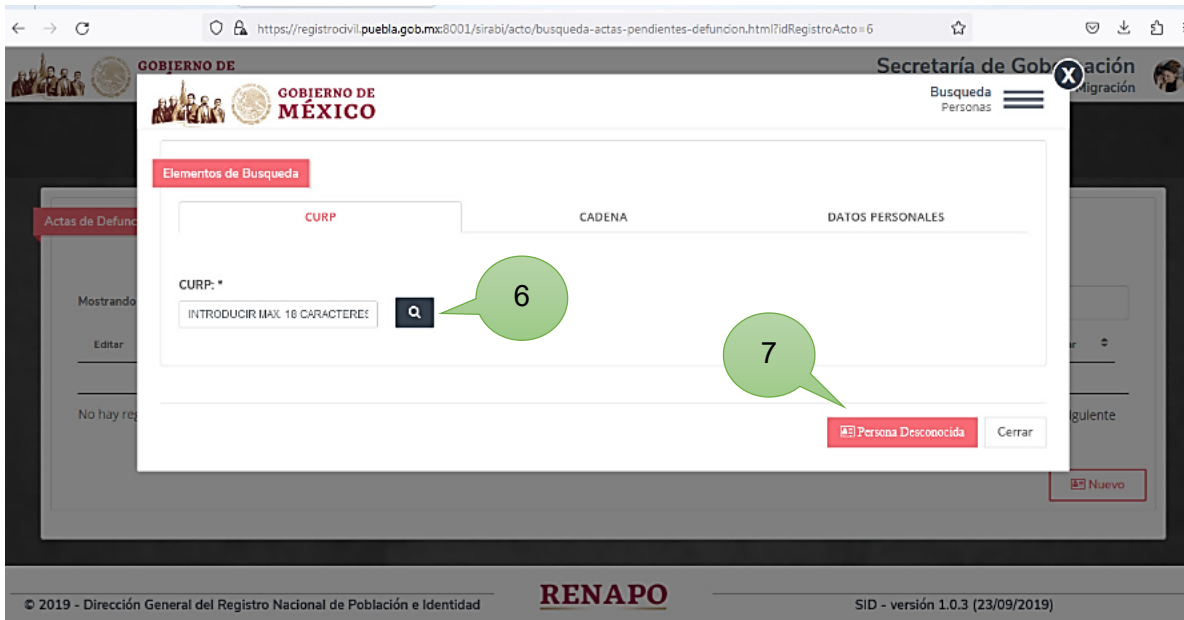 https://registrocivil.puebla.gob.mx:8001/sirabi/acto/busqueda-actas-pendientes-defuncion.html?idRegistroActo=6
GOBIERNO DE
Secretaría de Gob ación
Migración
X
GOBIERNO DE
MÉXICO
Busqueda
Personas
Elementos de Busqueda
Actas de Defunc
CURP
CADENA
DATOS PERSONALES
CURP: *
Mostrando
INTRODUCIR MAX. 18 CARACTERES
6
Editar
ar
7
No hay reg
iguiente
Persona Desconocida
Cerrar
Nuevo
© 2019 - Dirección General del Registro Nacional de Población e Identidad
RENAPO
SID - versión 1.0.3 (23/09/2019)